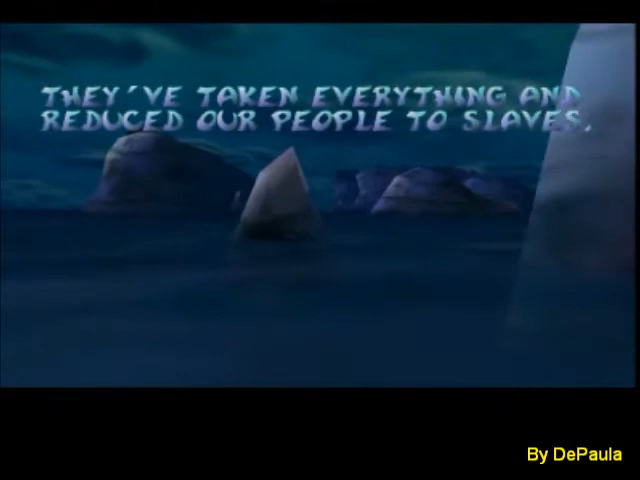 THEY'VE TAKEN EVERYTHING AND
REDUCED OUR PEOPLE TO SLAVES.
By DePaula